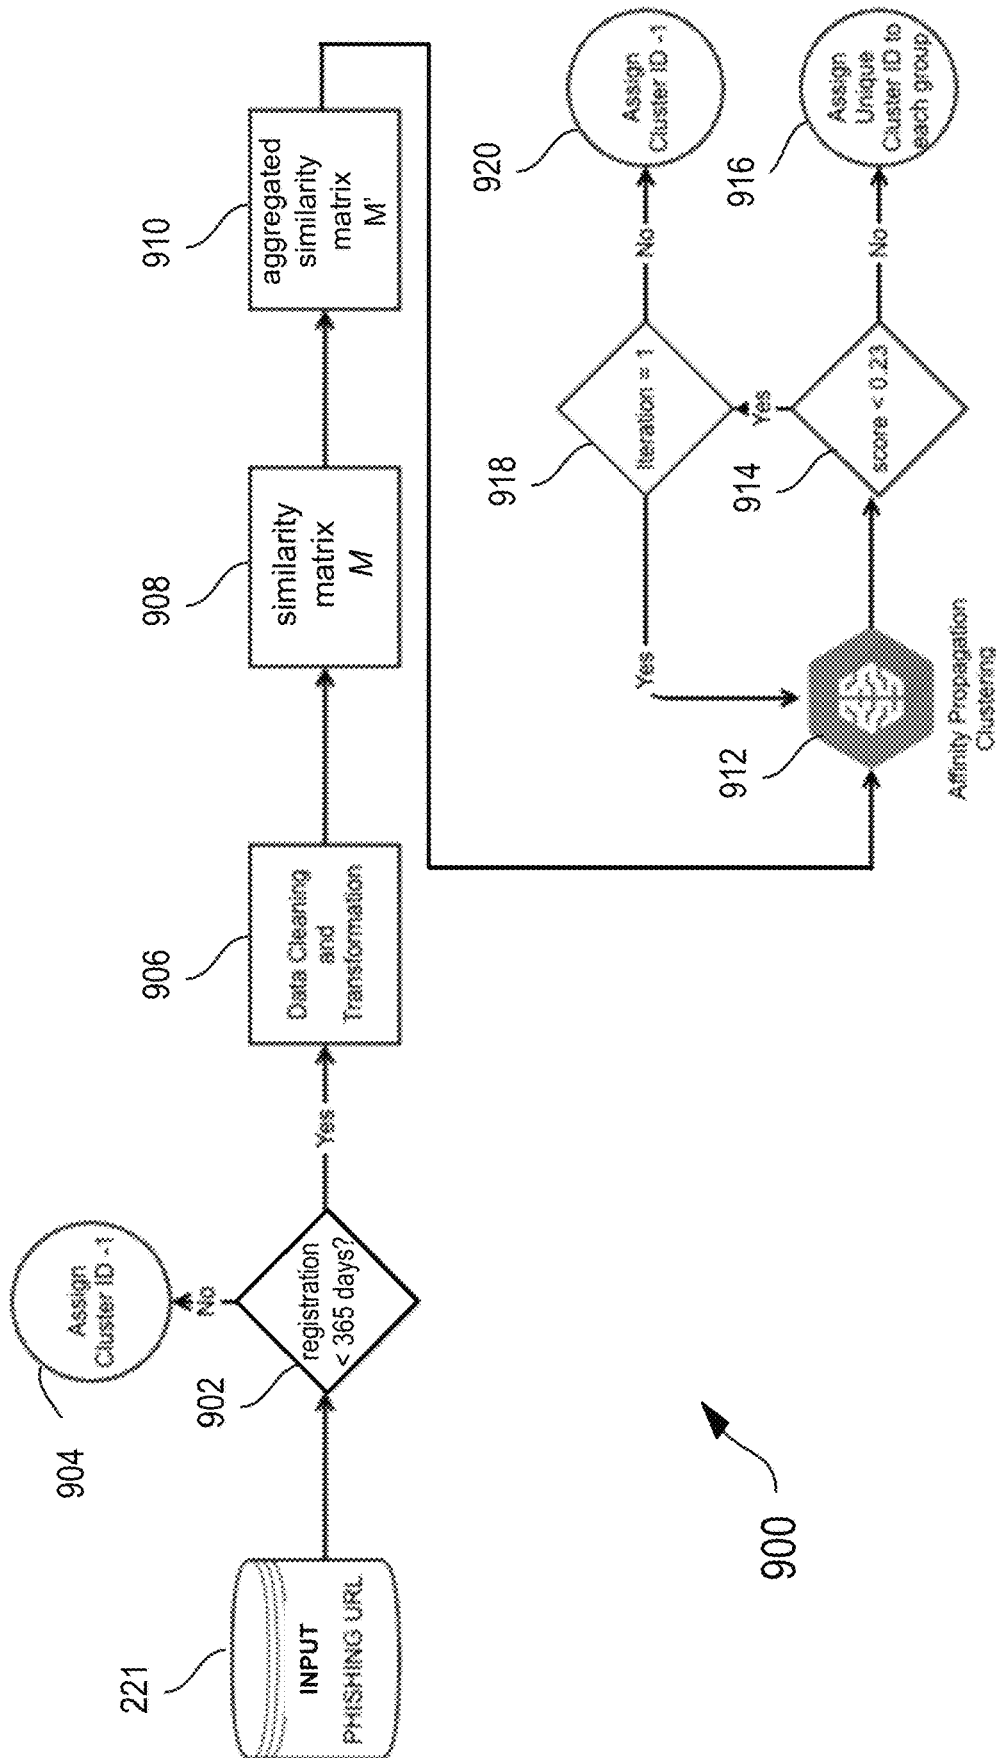 221
INPUT
PHISHING URL
902
registration
< 365 days?
No
904
Assign
Cluster ID -1
Yes
906
Data Cleaning
and
Transformation
908
similarity
matrix
M
910
aggregated
similarity
matrix
M'
912
Affinity Propagation
Clustering
914
score < 0.23
No
916
Assign
Unique
Cluster ID to
each group
Yes
918
Iteration = 1
Yes
No
920
Assign
Cluster ID -1
900